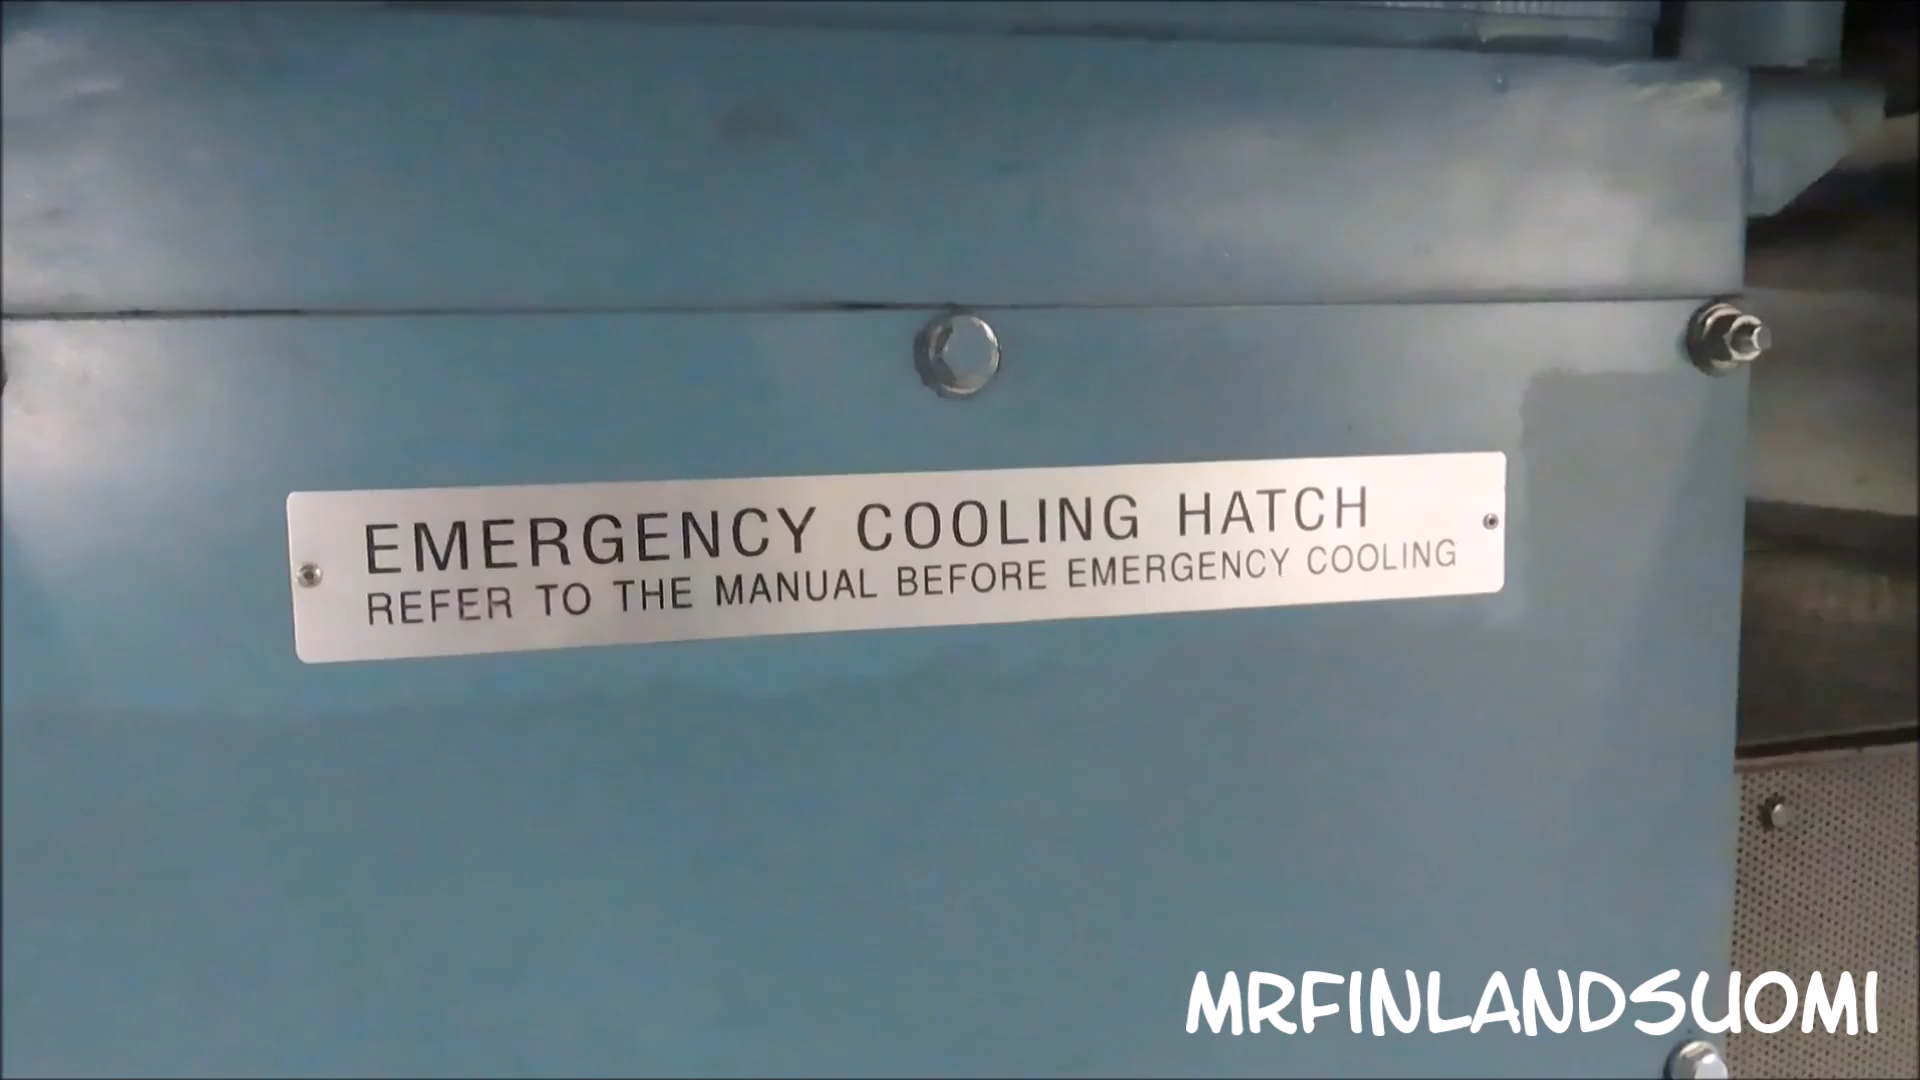 EMERGENCY COOLING HATCH
REFER TO THE MANUAL BEFORE EMERGENCY COOLING
MRFINLANDSUOMI